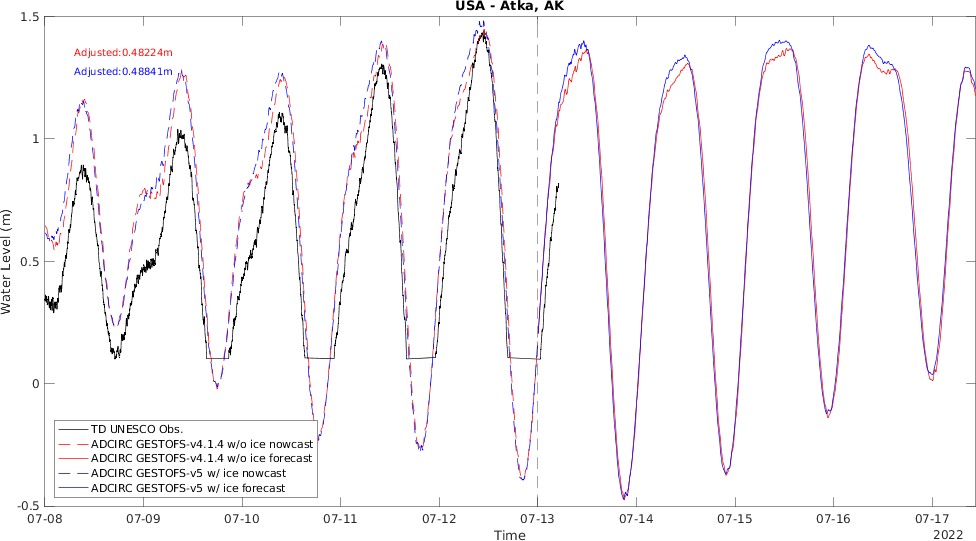 USA - Atka, AK
1.5
1
0.5
0
-0.5
Water Level (m)
Adjusted:0.48224m
Adjusted:0.48841m
TD UNESCO Obs.
ADCIRC GESTOFS-v4.1.4 w/o ice nowcast
ADCIRC GESTOFS-v4.1.4 w/o ice forecast
ADCIRC GESTOFS-v5 w/ ice nowcast
ADCIRC GESTOFS-v5 w/ ice forecast
07-08 07-09 07-10 07-11 07-12 07-13 07-14 07-15 07-16 07-17
Time
2022